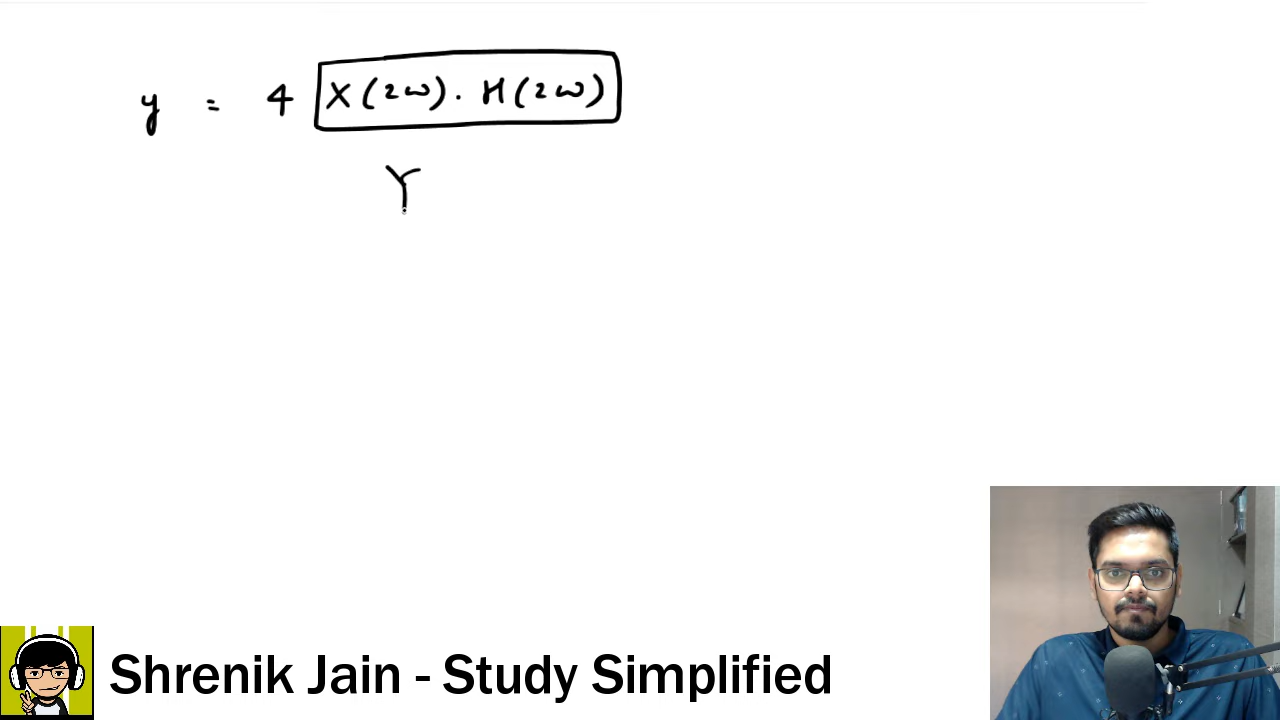 y = 4 X(2ω) . H(2ω)
Y
Shrenik Jain - Study Simplified